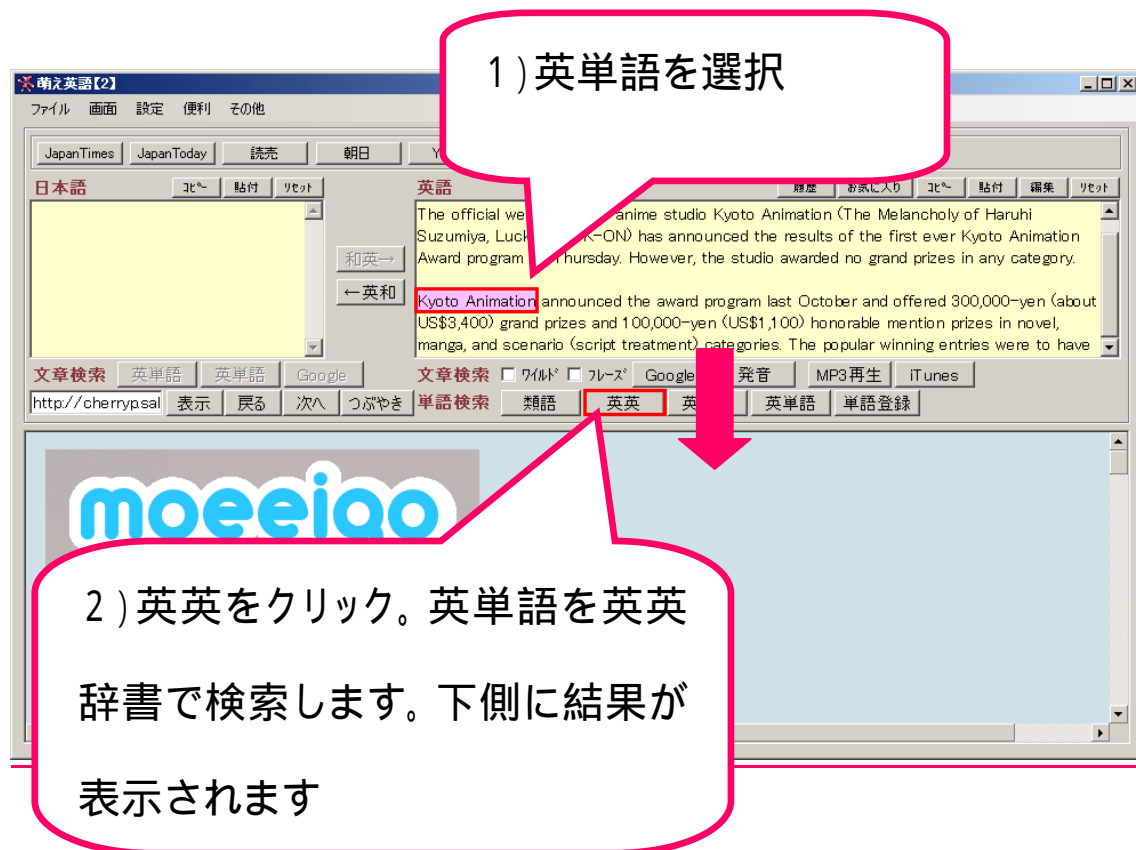 1)英単語を選択
萌え英語【2】
ファイル 画面 設定 便利 その他
JapanTimes JapanToday 読売 朝日 Y
日本語 ｺﾋﾟｰ 貼付 ﾘｾｯﾄ 英語 履歴 お気に入り ｺﾋﾟｰ 貼付 編集 ﾘｾｯﾄ
The official we anime studio Kyoto Animation (The Melancholy of Haruhi
Suzumiya, Luck K-ON) has announced the results of the first ever Kyoto Animation
和英→
Award program hursday. However, the studio awarded no grand prizes in any category.
←英和
Kyoto Animation announced the award program last October and offered 300,000-yen (about
US$3,400) grand prizes and 100,000-yen (US$1,100) honorable mention prizes in novel,
manga, and scenario (script treatment) categories. The popular winning entries were to have
文章検索 英単語 英単語 Google 文章検索 ﾜｲﾙﾄﾞ ﾌﾚｰｽﾞ Google 発音 MP3再生 iTunes
http://cherryp.sal 表示 戻る 次へ つぶやき 単語検索 類語 英英 英 英単語 単語登録
moeeigo
2)英英をクリック。英単語を英英
辞書で検索します。下側に結果が
表示されます